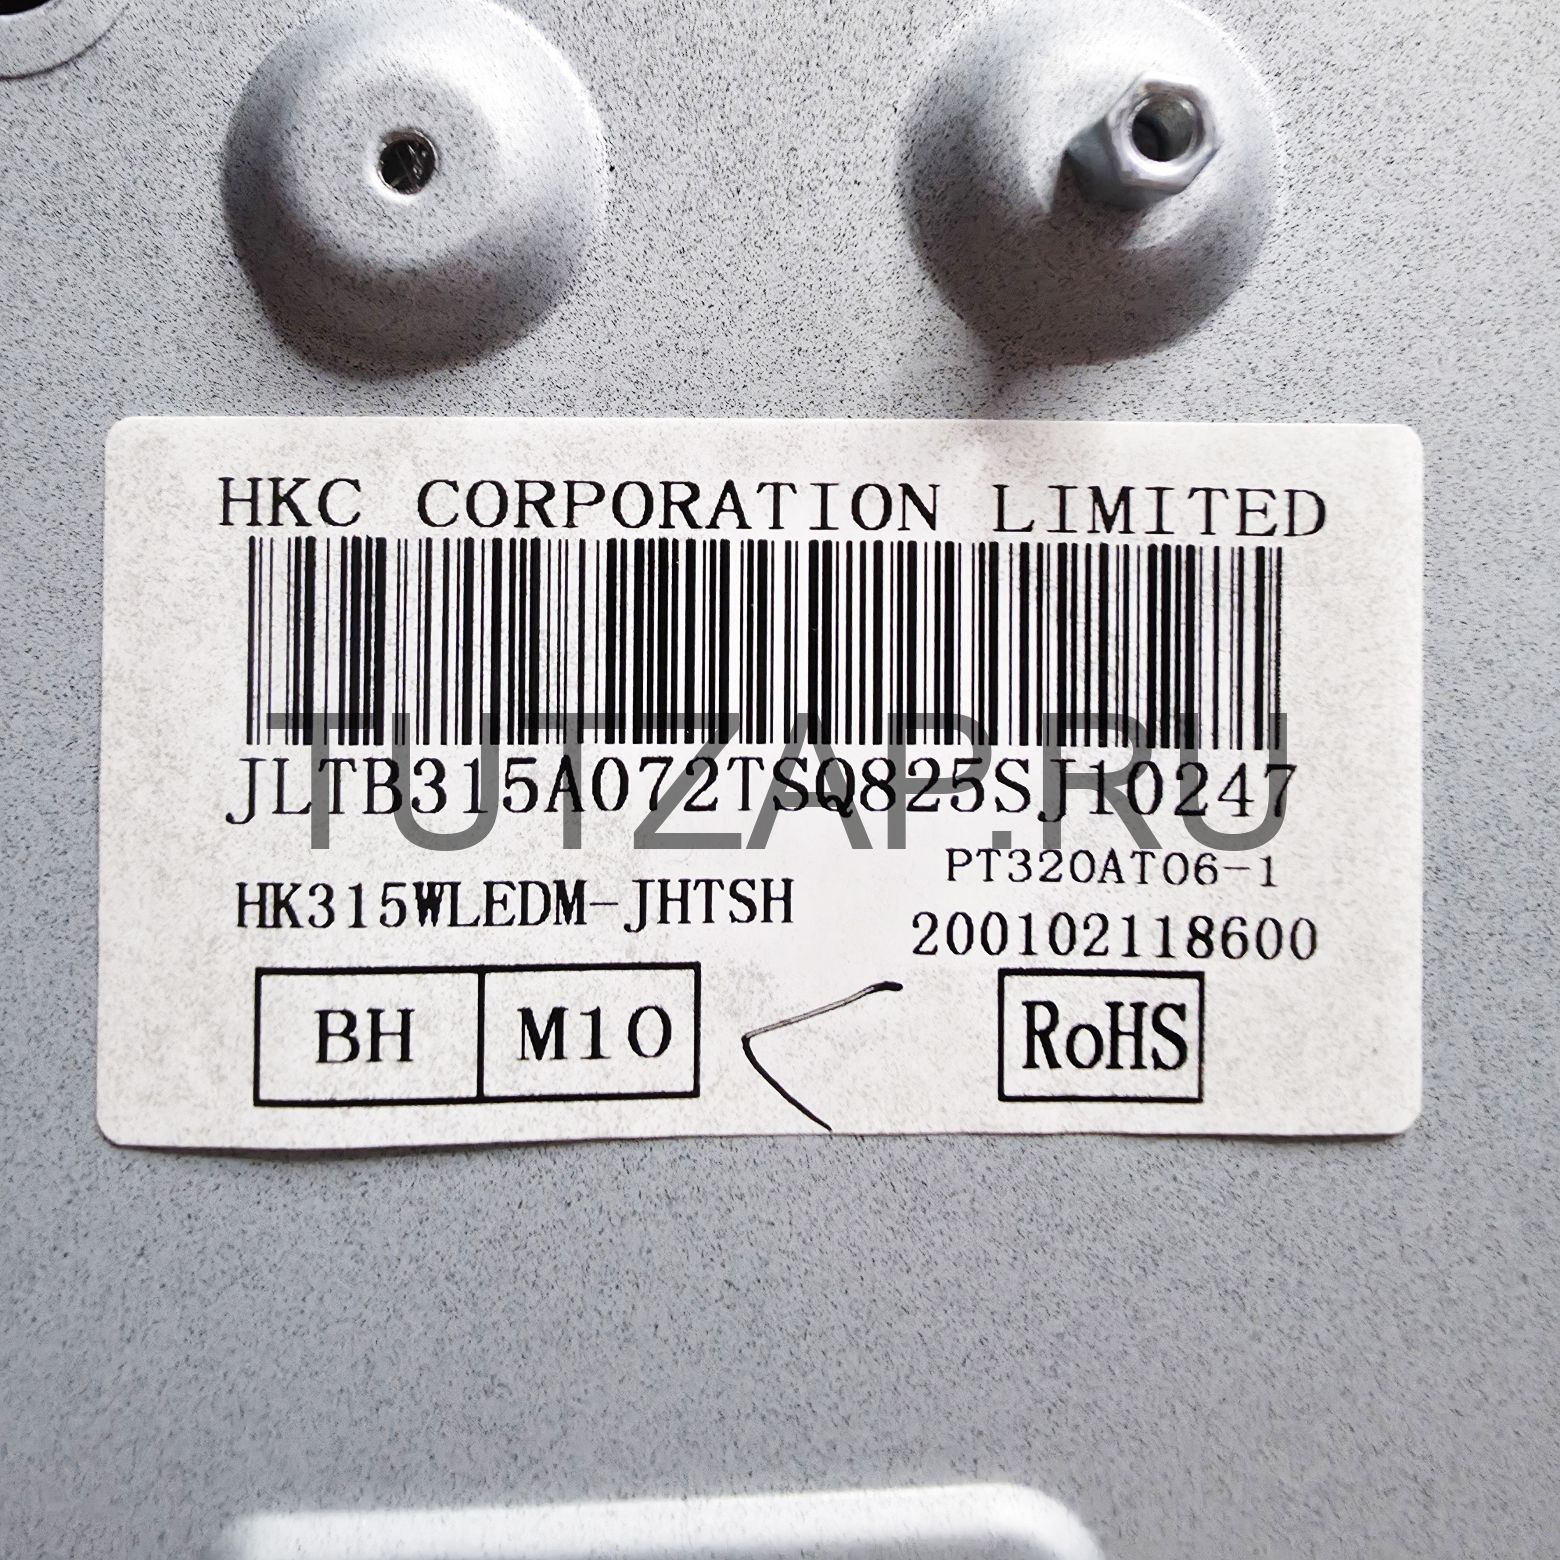 HKC CORPORATION LIMITED
JLTB315A072TSQ825SJ10247
TUTZAP.RU
PT320AT06-1
HK315WLEDM-JHTSH
200102118600
BH M10 RoHS